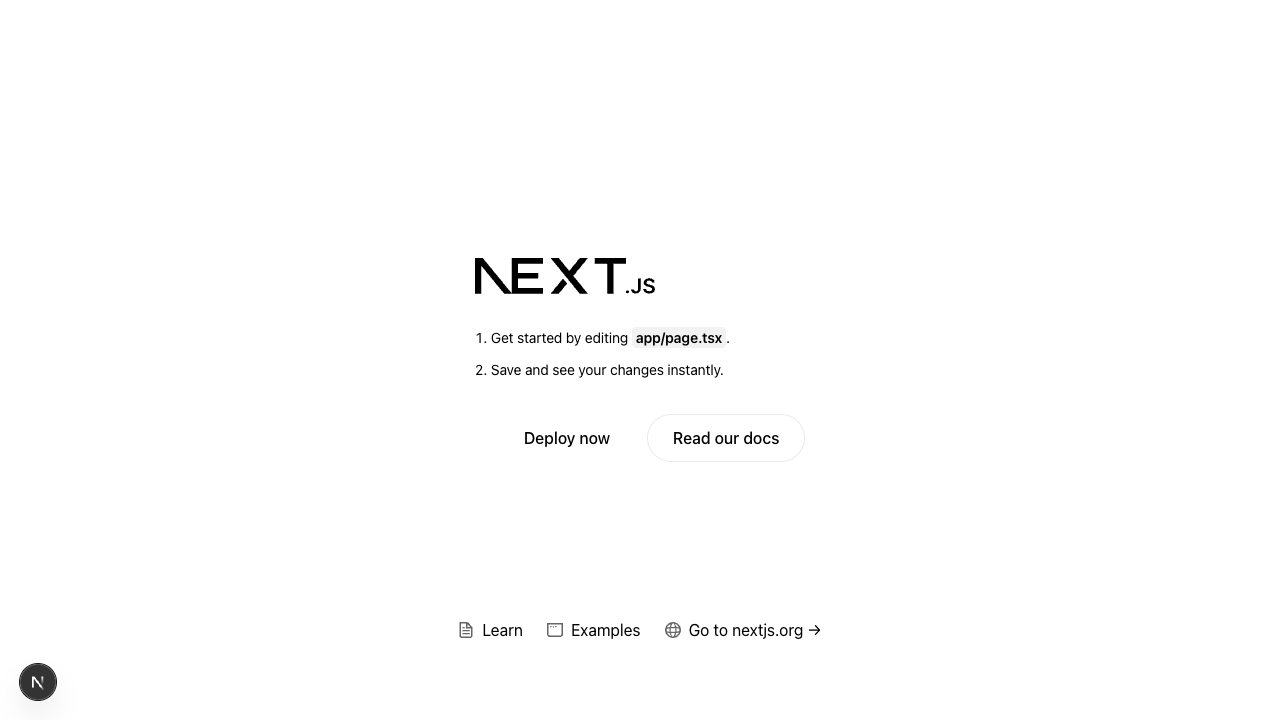 NEXT.JS
1. Get started by editing app/page.tsx.
2. Save and see your changes instantly.
Deploy now
Read our docs
Learn
Examples
Go to nextjs.org →
N